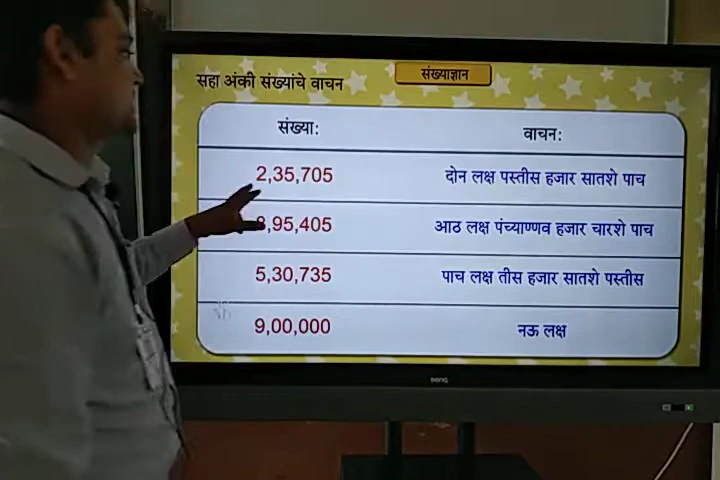 संख्याज्ञान
सहा अंकी संख्यांचे वाचन
संख्या: वाचन:
2,35,705 दोन लक्ष पस्तीस हजार सातशे पाच
,95,405 आठ लक्ष पंच्याण्णव हजार चारशे पाच
5,30,735 पाच लक्ष तीस हजार सातशे पस्तीस
9,00,000 नऊ लक्ष
BenQ